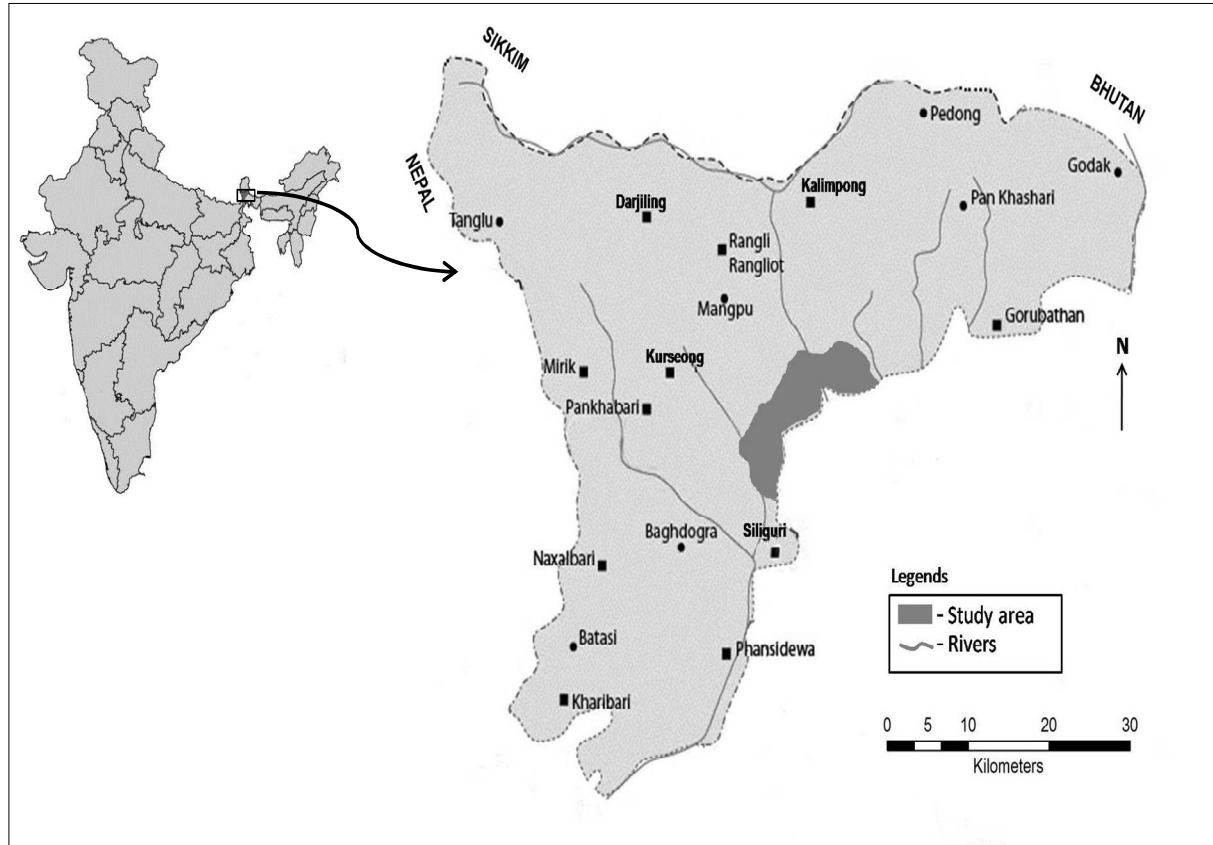 SIKKIM
BHUTAN
NEPAL
Pedong
Godak
Kalimpong
Pan Khashari
Darjiling
Tanglu
Rangli
Rangliot
Mangpu
Gorubathan
N
Kurseong
Mirik
Pankhabari
Baghdogra
Siliguri
Naxalbari
Legends
- Study area
- Rivers
Batasi
Phansidewa
Kharibari
0 5 10 20 30
Kilometers